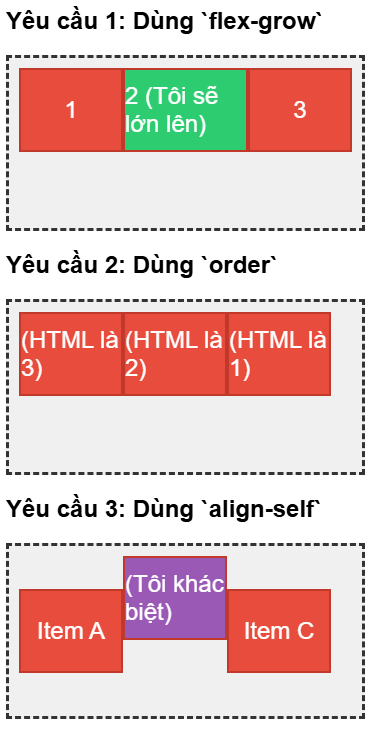 Yêu cầu 1: Dùng `flex-grow`
1
2 (Tôi sẽ
lớn lên)
3
Yêu cầu 2: Dùng `order`
(HTML là
3)
(HTML là
2)
(HTML là
1)
Yêu cầu 3: Dùng `align-self`
Item A
(Tôi khác
biệt)
Item C